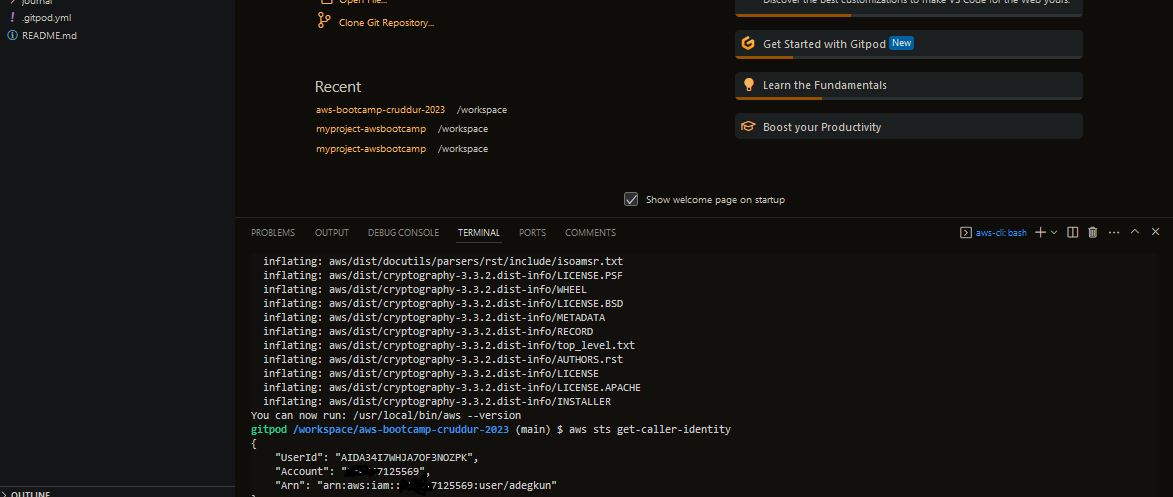 journal
.gitpod.yml
README.md
Open File...
Clone Git Repository...
Recent
aws-bootcamp-cruddur-2023 /workspace
myproject-awsbootcamp /workspace
myproject-awsbootcamp /workspace
Discover the best customizations to make VS Code for the Web yours.
Get Started with Gitpod New
Learn the Fundamentals
Boost your Productivity
Show welcome page on startup
PROBLEMS OUTPUT DEBUG CONSOLE TERMINAL PORTS COMMENTS aws-cli: bash
inflating: aws/dist/docutils/parsers/rst/include/isoamsr.txt
inflating: aws/dist/cryptography-3.3.2.dist-info/LICENSE.PSF
inflating: aws/dist/cryptography-3.3.2.dist-info/WHEEL
inflating: aws/dist/cryptography-3.3.2.dist-info/LICENSE.BSD
inflating: aws/dist/cryptography-3.3.2.dist-info/METADATA
inflating: aws/dist/cryptography-3.3.2.dist-info/RECORD
inflating: aws/dist/cryptography-3.3.2.dist-info/top_level.txt
inflating: aws/dist/cryptography-3.3.2.dist-info/AUTHORS.rst
inflating: aws/dist/cryptography-3.3.2.dist-info/LICENSE
inflating: aws/dist/cryptography-3.3.2.dist-info/LICENSE.APACHE
inflating: aws/dist/cryptography-3.3.2.dist-info/INSTALLER
You can now run: /usr/local/bin/aws --version
gitpod /workspace/aws-bootcamp-cruddur-2023 (main) $ aws sts get-caller-identity
{
"UserId": "AIDA34I7WHJA7OF3NOZPK",
"Account": "7125569",
"Arn": "arn:aws:iam::7125569:user/adegkun"
OUTLINE